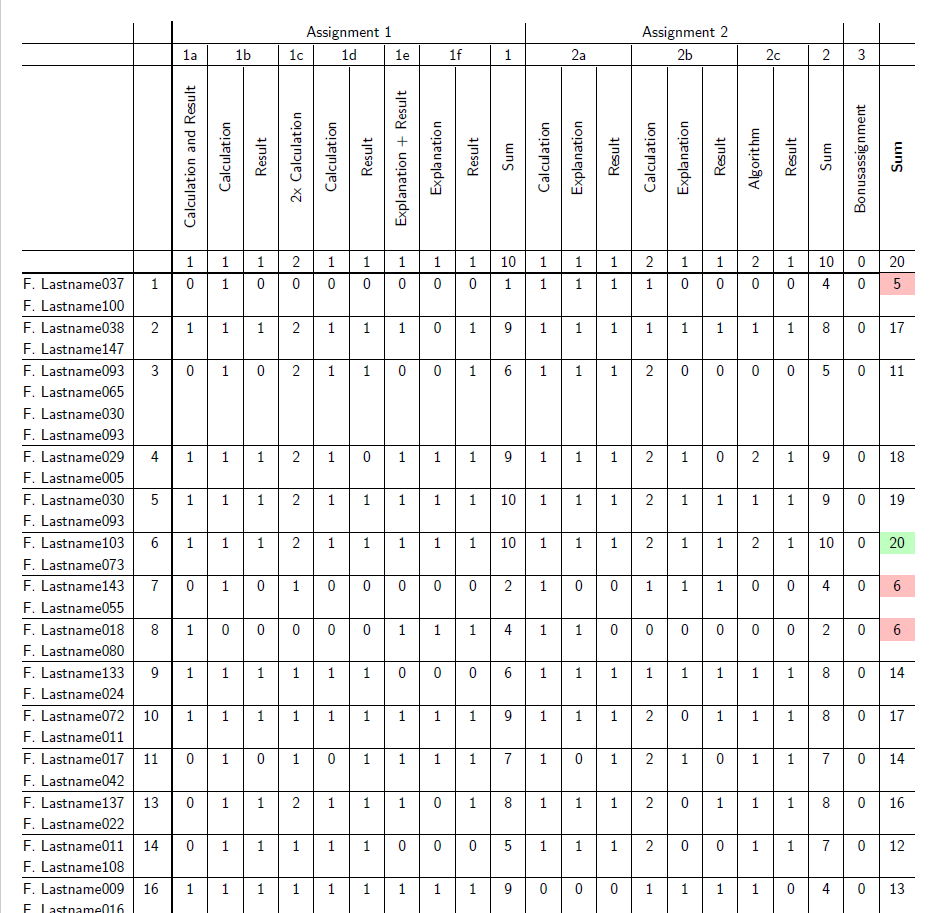 Assignment 1 Assignment 2
1a 1b 1c 1d 1e 1f 1 2a 2b 2c 2 3
Calculation and Result Calculation Result 2x Calculation Calculation Result Explanation + Result Explanation Result Sum Calculation Explanation Result Calculation Explanation Result Algorithm Result Sum Bonusassignment Sum
1 1 1 2 1 1 1 1 1 10 1 1 1 2 1 1 2 1 10 0 20
F. Lastname037 1 0 1 0 0 0 0 0 0 0 1 1 1 1 1 0 0 0 0 4 0 5
F. Lastname100
F. Lastname038 2 1 1 1 2 1 1 1 0 1 9 1 1 1 1 1 1 1 1 8 0 17
F. Lastname147
F. Lastname093 3 0 1 0 2 1 1 0 0 1 6 1 1 1 2 0 0 0 0 5 0 11
F. Lastname065
F. Lastname030
F. Lastname093
F. Lastname029 4 1 1 1 2 1 0 1 1 1 9 1 1 1 2 1 0 2 1 9 0 18
F. Lastname005
F. Lastname030 5 1 1 1 2 1 1 1 1 1 10 1 1 1 2 1 1 1 1 9 0 19
F. Lastname093
F. Lastname103 6 1 1 1 2 1 1 1 1 1 10 1 1 1 2 1 1 2 1 10 0 20
F. Lastname073
F. Lastname143 7 0 1 0 1 0 0 0 0 0 2 1 0 0 1 1 1 0 0 4 0 6
F. Lastname055
F. Lastname018 8 1 0 0 0 0 0 1 1 1 4 1 1 0 0 0 0 0 0 2 0 6
F. Lastname080
F. Lastname133 9 1 1 1 1 1 1 0 0 0 6 1 1 1 1 1 1 1 1 8 0 14
F. Lastname024
F. Lastname072 10 1 1 1 1 1 1 1 1 1 9 1 1 1 2 0 1 1 1 8 0 17
F. Lastname011
F. Lastname017 11 0 1 0 1 0 1 1 1 1 7 1 0 1 2 1 0 1 1 7 0 14
F. Lastname042
F. Lastname137 13 0 1 1 2 1 1 1 0 1 8 1 1 1 2 0 1 1 1 8 0 16
F. Lastname022
F. Lastname011 14 0 1 1 1 1 1 0 0 0 5 1 1 1 2 0 0 1 1 7 0 12
F. Lastname108
F. Lastname009 16 1 1 1 1 1 1 1 1 1 9 0 0 0 1 1 1 1 0 4 0 13
F. Lastname016